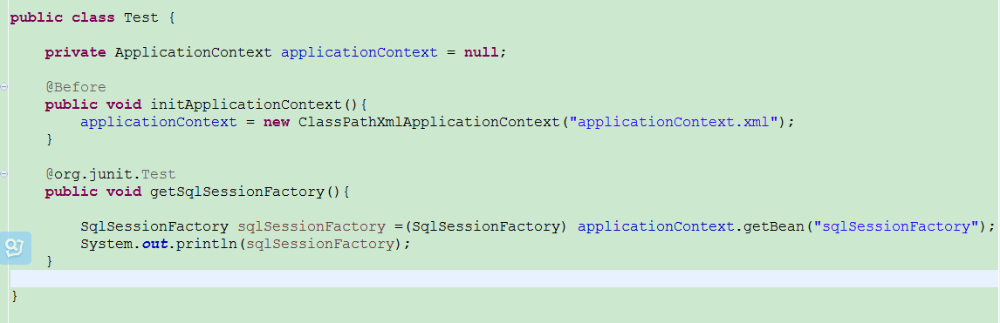 public class Test {
private ApplicationContext applicationContext = null;
@Before
public void initApplicationContext(){
applicationContext = new ClassPathXmlApplicationContext("applicationContext.xml");
}
@org.junit.Test
public void getSqlSessionFactory(){
SqlSessionFactory sqlSessionFactory =(SqlSessionFactory) applicationContext.getBean("sqlSessionFactory");
System.out.println(sqlSessionFactory);
}
}